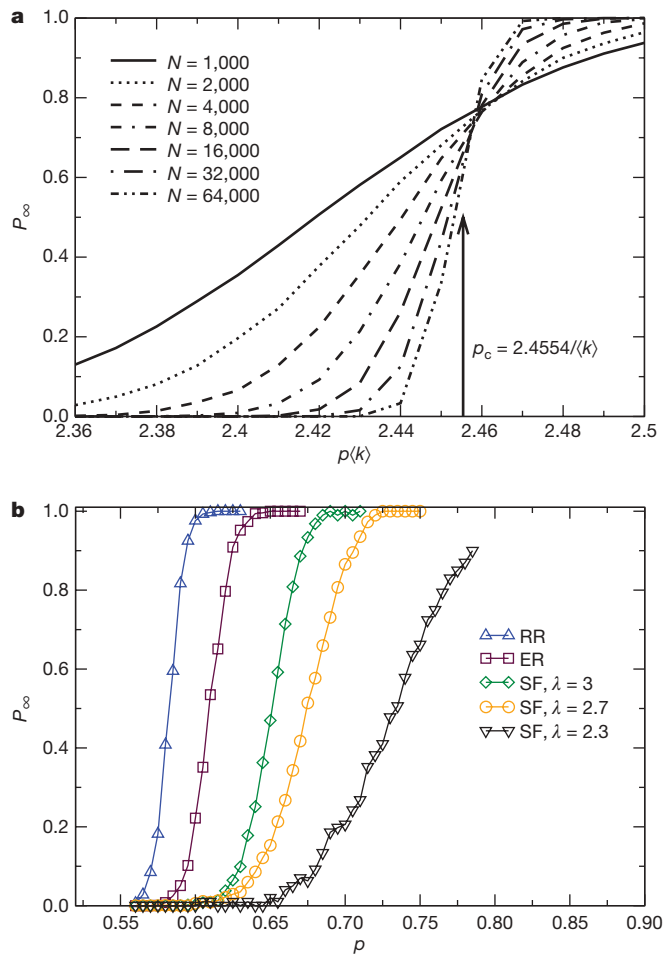 a
1.0
0.8
0.6
0.4
0.2
0.0
P∞
N = 1,000
N = 2,000
N = 4,000
N = 8,000
N = 16,000
N = 32,000
N = 64,000
pc = 2.4554/⟨k⟩
2.36 2.38 2.4 2.42 2.44 2.46 2.48 2.5
p⟨k⟩
b
1.0
0.8
0.6
0.4
0.2
0.0
P∞
RR
ER
SF, λ = 3
SF, λ = 2.7
SF, λ = 2.3
0.55 0.60 0.65 0.70 0.75 0.80 0.85 0.90
p